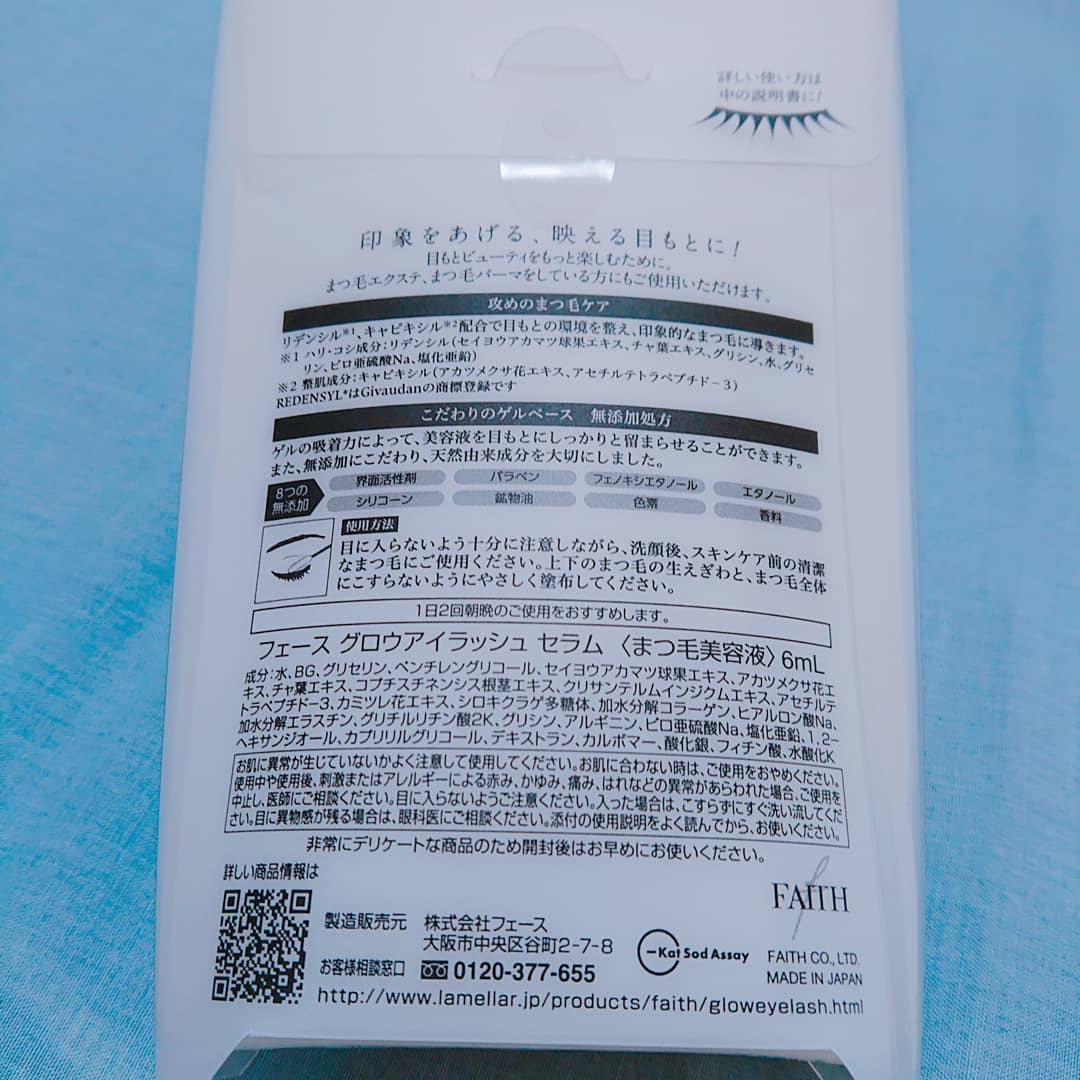 詳しい使い方は
中の説明書に!
印象をあげる、映える目もとに!
目もとビューティをもっと楽しむために。
まつ毛エクステ、まつ毛パーマをしている方にもご使用いただけます。
攻めのまつ毛ケア
リデンシル※1、キャピキシル※2配合で目もとの環境を整え、印象的なまつ毛に導きます。
※1 ハリ・コシ成分:リデンシル(セイヨウアカマツ球果エキス、チャ葉エキス、グリシン、水、グリセ
リン、ピロ亜硫酸Na、塩化亜鉛)
※2 整肌成分:キャピキシル(アカツメクサ花エキス、アセチルテトラペプチド-3)
REDENSYL*はGivaudanの商標登録です
こだわりのゲルベース 無添加処方
ゲルの吸着力によって、美容液を目もとにしっかりと留まらせることができます。
また、無添加にこだわり、天然由来成分を大切にしました。
8つの
無添加
界面活性剤 パラベン フェノキシエタノール エタノール
シリコーン 鉱物油 色素 香料
使用方法
目に入らないよう十分に注意しながら、洗顔後、スキンケア前の清潔
なまつ毛にご使用ください。上下のまつ毛の生えぎわと、まつ毛全体
にこすらないようにやさしく塗布してください。
1日2回朝晩のご使用をおすすめします。
フェース グロウアイラッシュ セラム 〈まつ毛美容液〉6mL
成分:水、BG、グリセリン、ペンチレングリコール、セイヨウアカマツ球果エキス、アカツメクサ花エ
キス、チャ葉エキス、コプチスチネンシス根茎エキス、クリサンテルムインジクムエキス、アセチルテ
トラペプチド-3、カミツレ花エキス、シロキクラゲ多糖体、加水分解コラーゲン、ヒアルロン酸Na、
加水分解エラスチン、グリチルリチン酸2K、グリシン、アルギニン、ピロ亜硫酸Na、塩化亜鉛、1,2-
ヘキサンジオール、カプリリルグリコール、デキストラン、カルボマー、酸化銀、フィチン酸、水酸化K
お肌に異常が生じていないかよく注意して使用してください。お肌に合わない時は、ご使用をおやめください。
使用中や使用後、刺激またはアレルギーによる赤み、かゆみ、痛み、はれなどの異常があらわれた場合、ご使用を
中止し、医師にご相談ください。目に入らないようご注意ください。入った場合は、こすらずにすぐ洗い流してくだ
さい。目に異物感が残る場合は、眼科医にご相談ください。添付の使用説明をよく読んでから、お使いください。
非常にデリケートな商品のため開封後はお早めにお使いください。
詳しい商品情報は
FAITH
製造販売元 株式会社フェース
大阪市中央区谷町2-7-8
Kat Sod Assay
FAITH CO., LTD.
MADE IN JAPAN
お客様相談窓口 0120-377-655
http://www.lamellar.jp/products/faith/gloweyelash.html